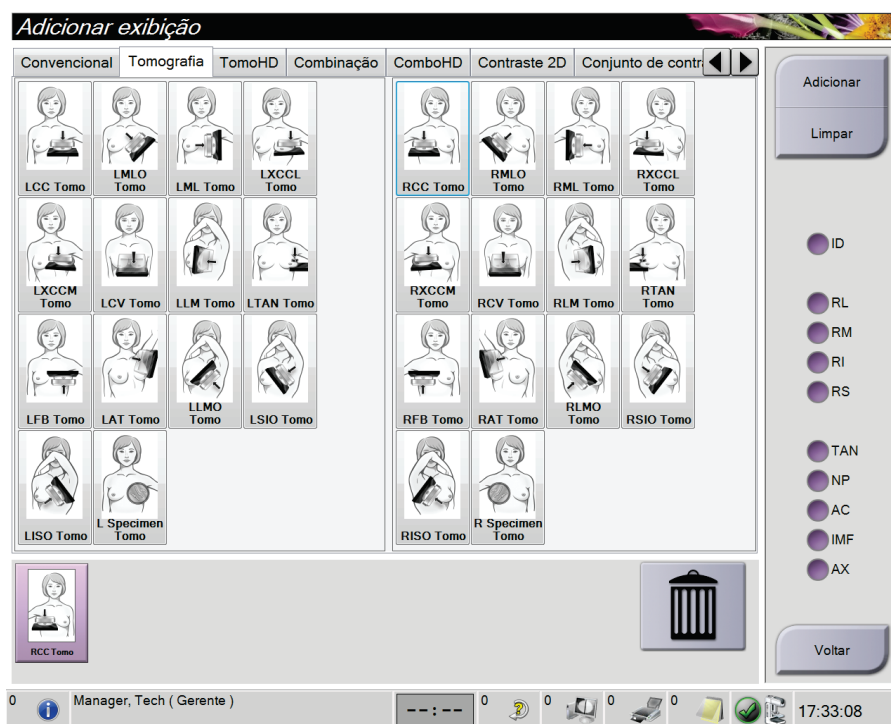 Adicionar exibição
Convencional Tomografia TomoHD Combinação ComboHD Contraste 2D Conjunto de contr
LCC Tomo
LMLO
Tomo
LML Tomo
LXCCL
Tomo
RCC Tomo
RMLO
Tomo
RML Tomo
RXCCL
Tomo
LXCCM
Tomo
LCV Tomo
LLM Tomo
LTAN Tomo
RXCCM
Tomo
RCV Tomo
RLM Tomo
RTAN
Tomo
LFB Tomo
LAT Tomo
LLMO
Tomo
LSIO Tomo
RFB Tomo
RAT Tomo
RLMO
Tomo
RSIO Tomo
LISO Tomo
L Specimen
Tomo
RISO Tomo
R Specimen
Tomo
RCC Tomo
Adicionar
Limpar
ID
RL
RM
RI
RS
TAN
NP
AC
IMF
AX
Voltar
0 Manager, Tech ( Gerente ) --:-- 0 0 0 0 17:33:08